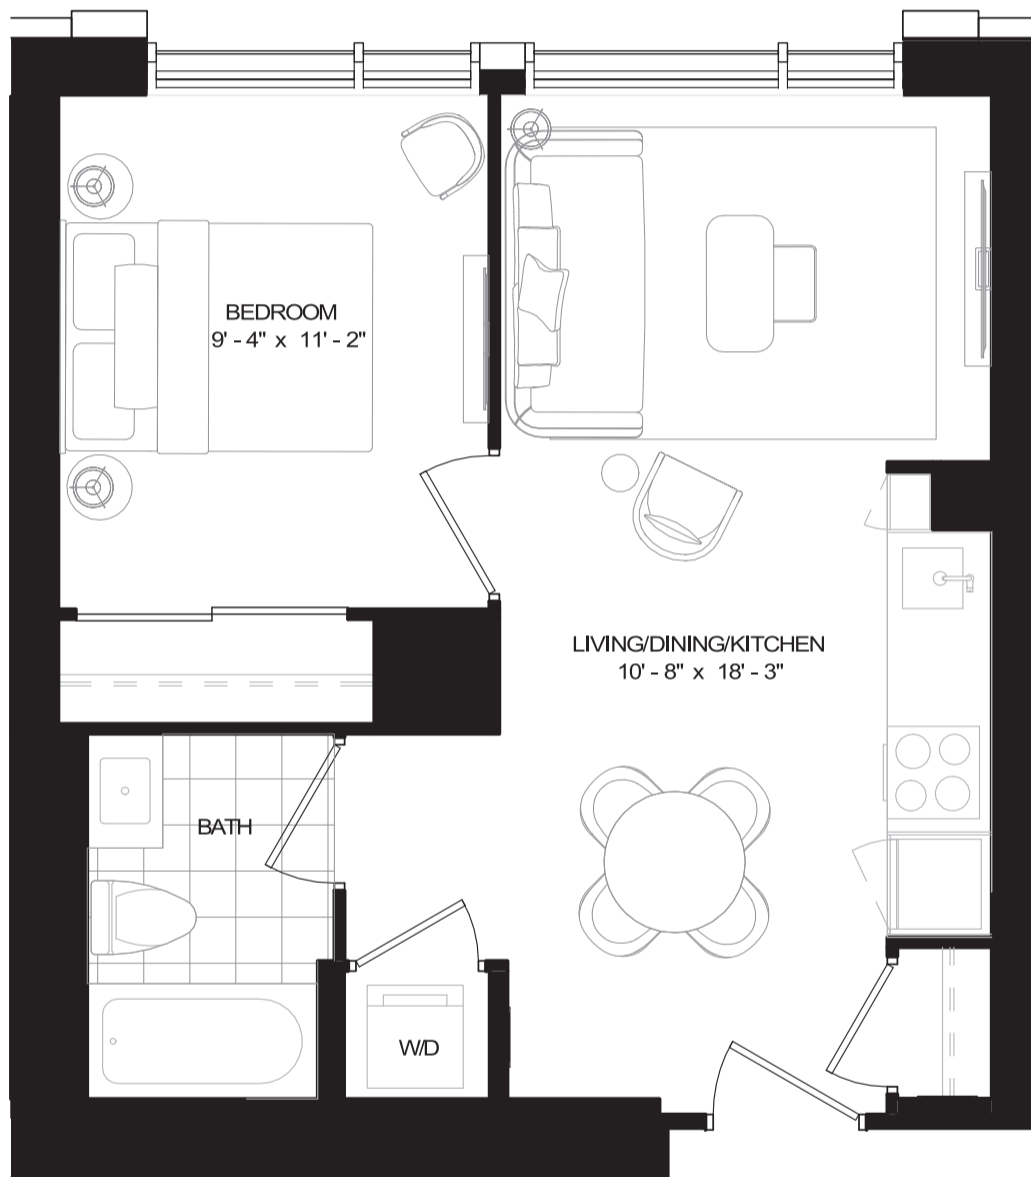 BEDROOM
9' - 4" x 11' - 2"
LIVING/DINING/KITCHEN
10' - 8" x 18' - 3"
BATH
W/D